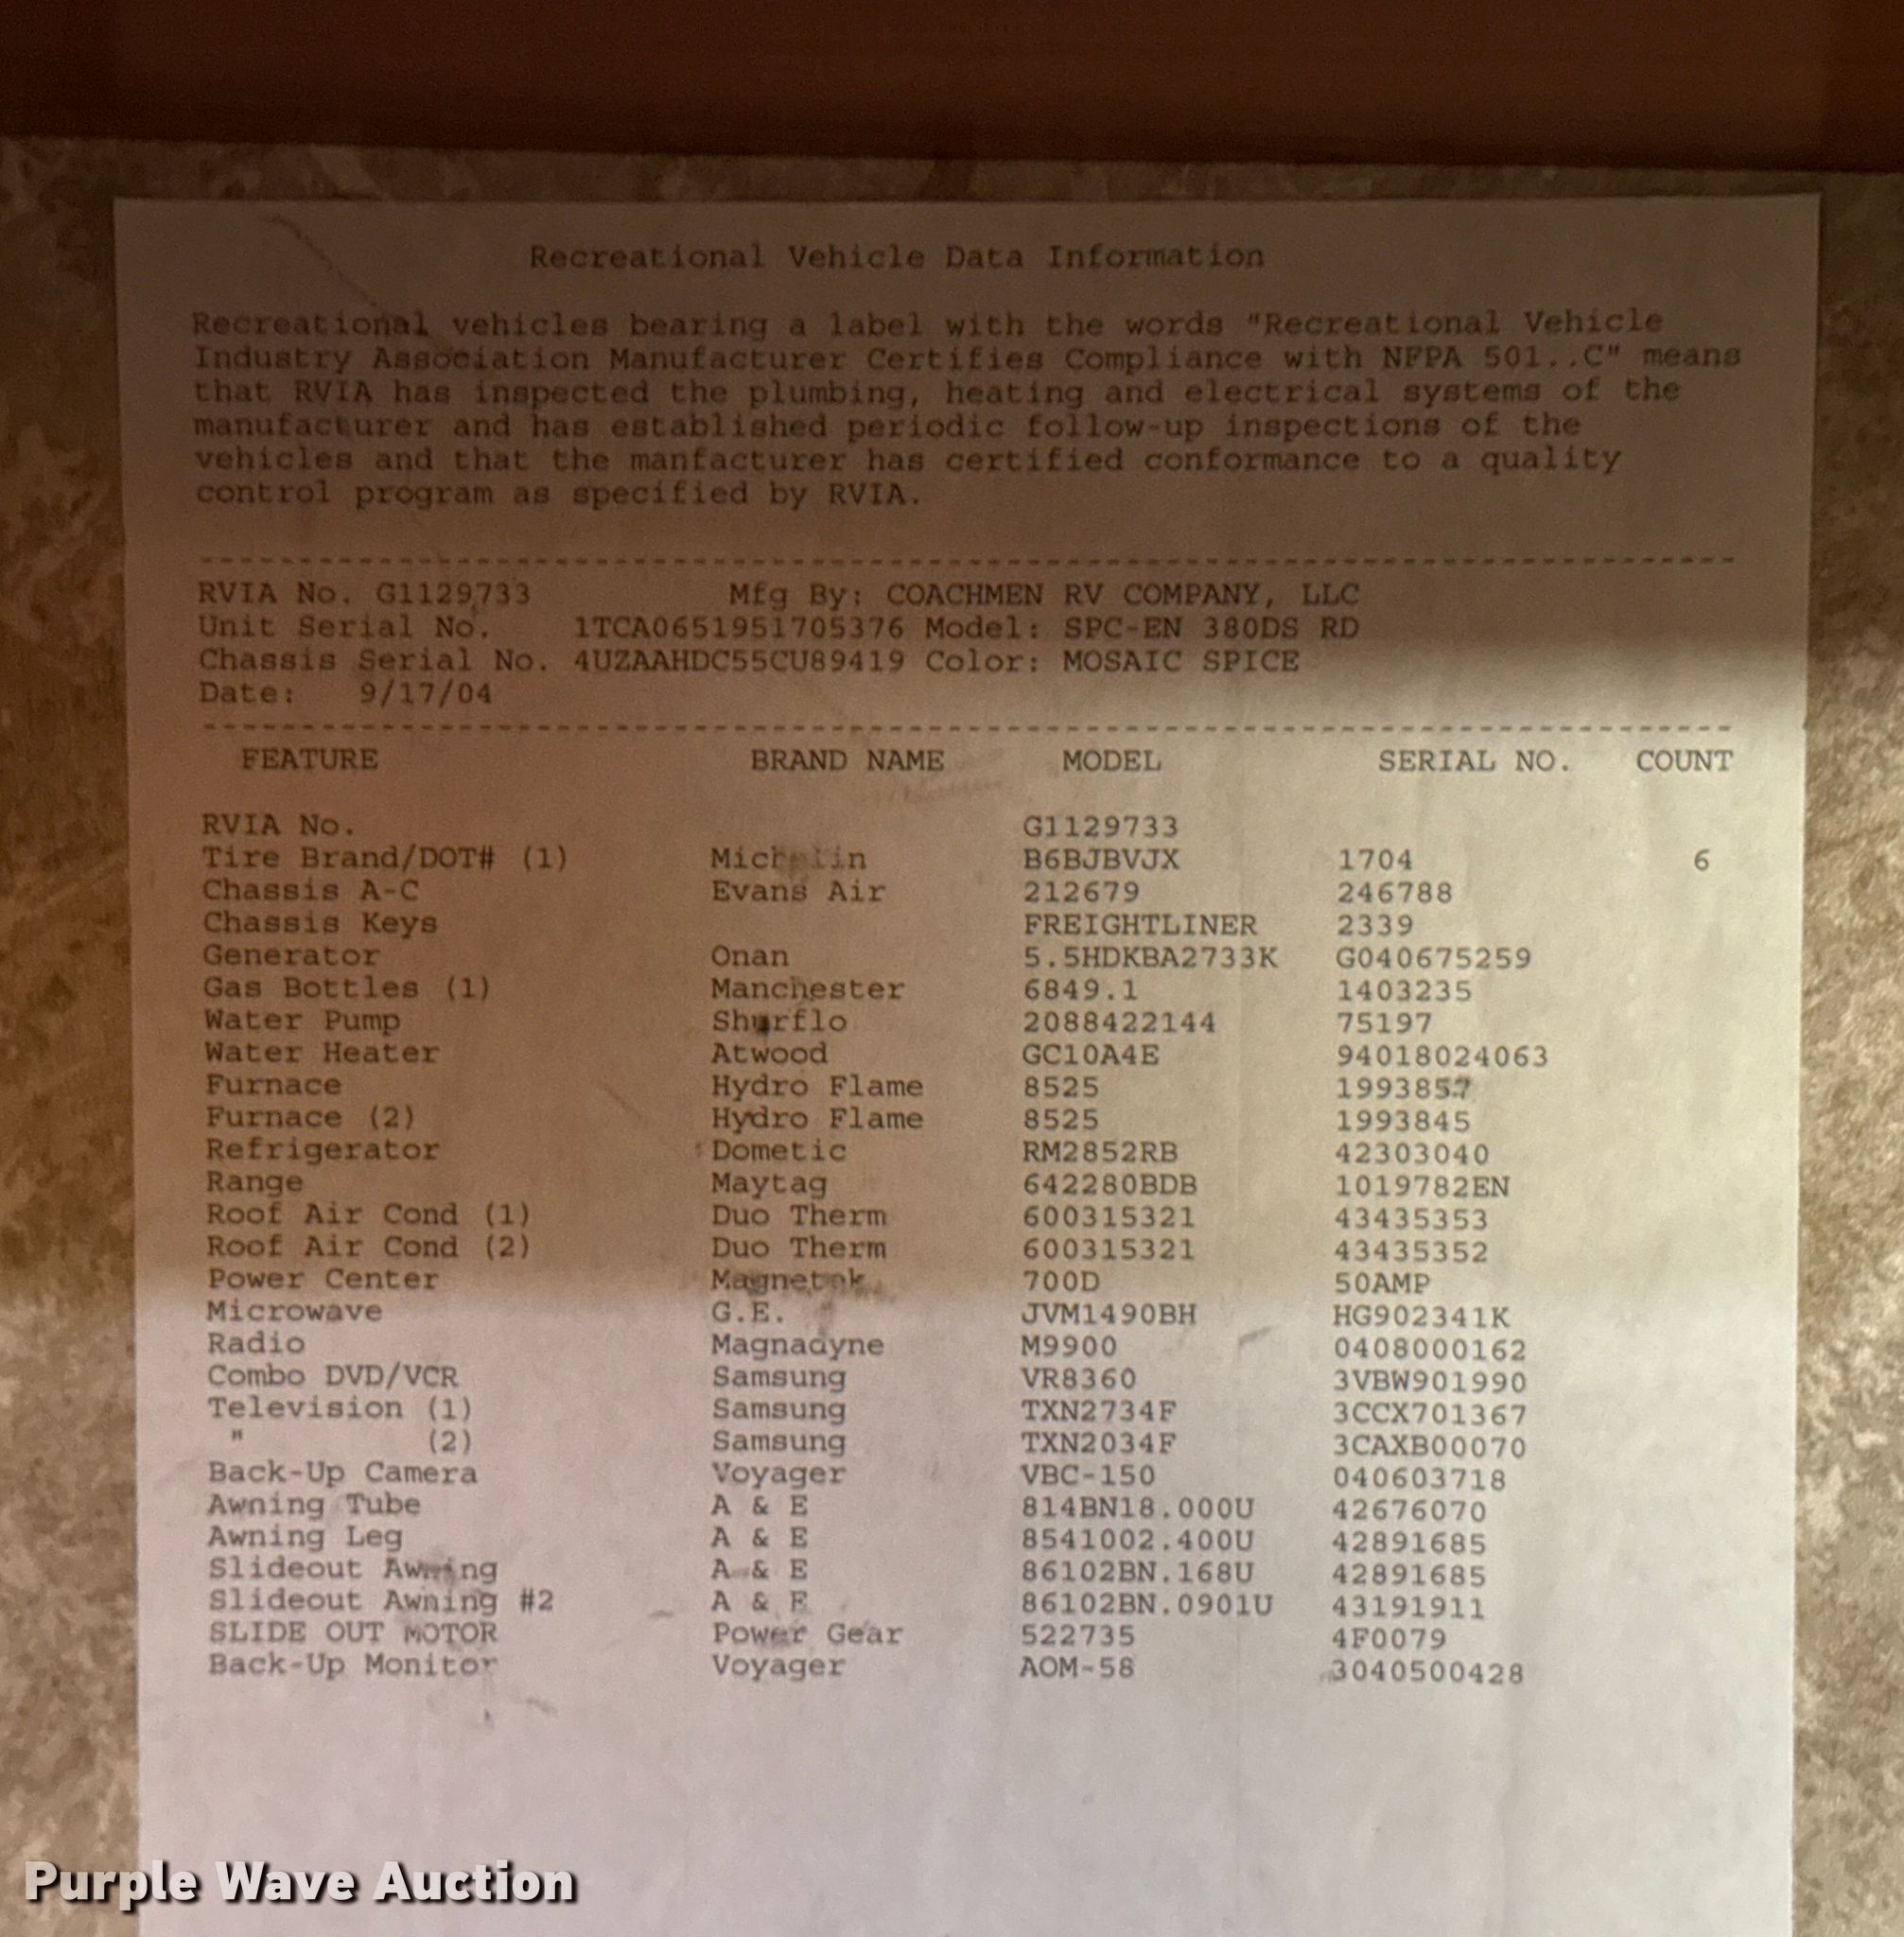 Recreational Vehicle Data Information
Recreational vehicles bearing a label with the words "Recreational Vehicle
Industry Association Manufacturer Certifies Compliance with NFPA 501..C" means
that RVIA has inspected the plumbing, heating and electrical systems of the
manufacturer and has established periodic follow-up inspections of the
vehicles and that the manfacturer has certified conformance to a quality
control program as specified by RVIA.
RVIA No. G1129733 Mfg By: COACHMEN RV COMPANY, LLC
Unit Serial No. 1TCA0651951705376 Model: SPC-EN 380DS RD
Chassis Serial No. 4UZAAHDC55CU89419 Color: MOSAIC SPICE
Date: 9/17/04
FEATURE BRAND NAME MODEL SERIAL NO. COUNT
RVIA No. G1129733
Tire Brand/DOT# (1) Michelin B6BJBVJX 1704 6
Chassis A-C Evans Air 212679 246788
Chassis Keys FREIGHTLINER 2339
Generator Onan 5.5HDKBA2733K G040675259
Gas Bottles (1) Manchester 6849.1 1403235
Water Pump Shurflo 2088422144 75197
Water Heater Atwood GC10A4E 94018024063
Furnace Hydro Flame 8525 1993857
Furnace (2) Hydro Flame 8525 1993845
Refrigerator Dometic RM2852RB 42303040
Range Maytag 642280BDB 1019782EN
Roof Air Cond (1) Duo Therm 600315321 43435353
Roof Air Cond (2) Duo Therm 600315321 43435352
Power Center Magnetek 700D 50AMP
Microwave G.E. JVM1490BH HG902341K
Radio Magnadyne M9900 0408000162
Combo DVD/VCR Samsung VR8360 3VBW901990
Television (1) Samsung TXN2734F 3CCX701367
" (2) Samsung TXN2034F 3CAXB00070
Back-Up Camera Voyager VBC-150 040603718
Awning Tube A & E 814BN18.000U 42676070
Awning Leg A & E 8541002.400U 42891685
Slideout Awning A & E 86102BN.168U 42891685
Slideout Awning #2 A & E 86102BN.0901U 43191911
SLIDE OUT MOTOR Power Gear 522735 4F0079
Back-Up Monitor Voyager AOM-58 3040500428
Purple Wave Auction